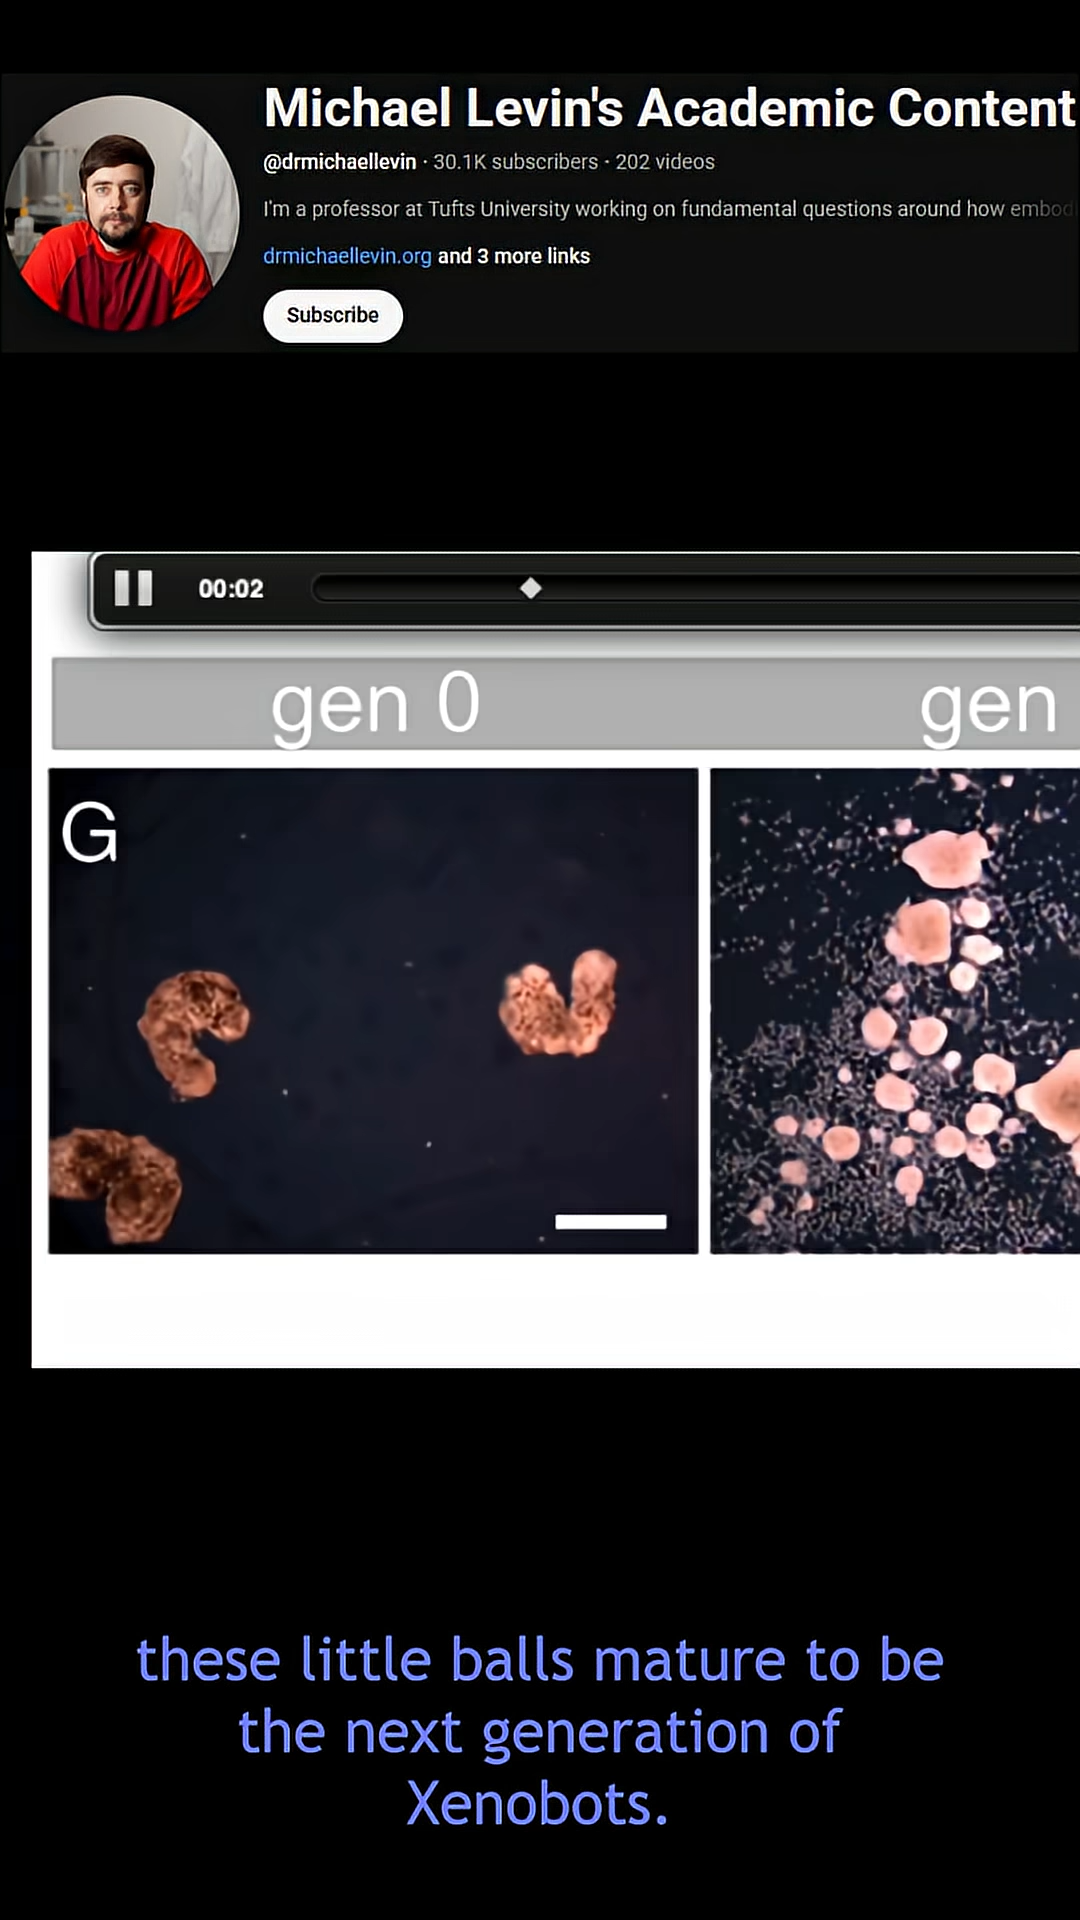 Michael Levin's Academic Content
@drmichaellevin · 30.1K subscribers · 202 videos
I'm a professor at Tufts University working on fundamental questions around how embod
drmichaellevin.org and 3 more links
Subscribe
00:02
gen 0
gen
G
these little balls mature to be
the next generation of
Xenobots.